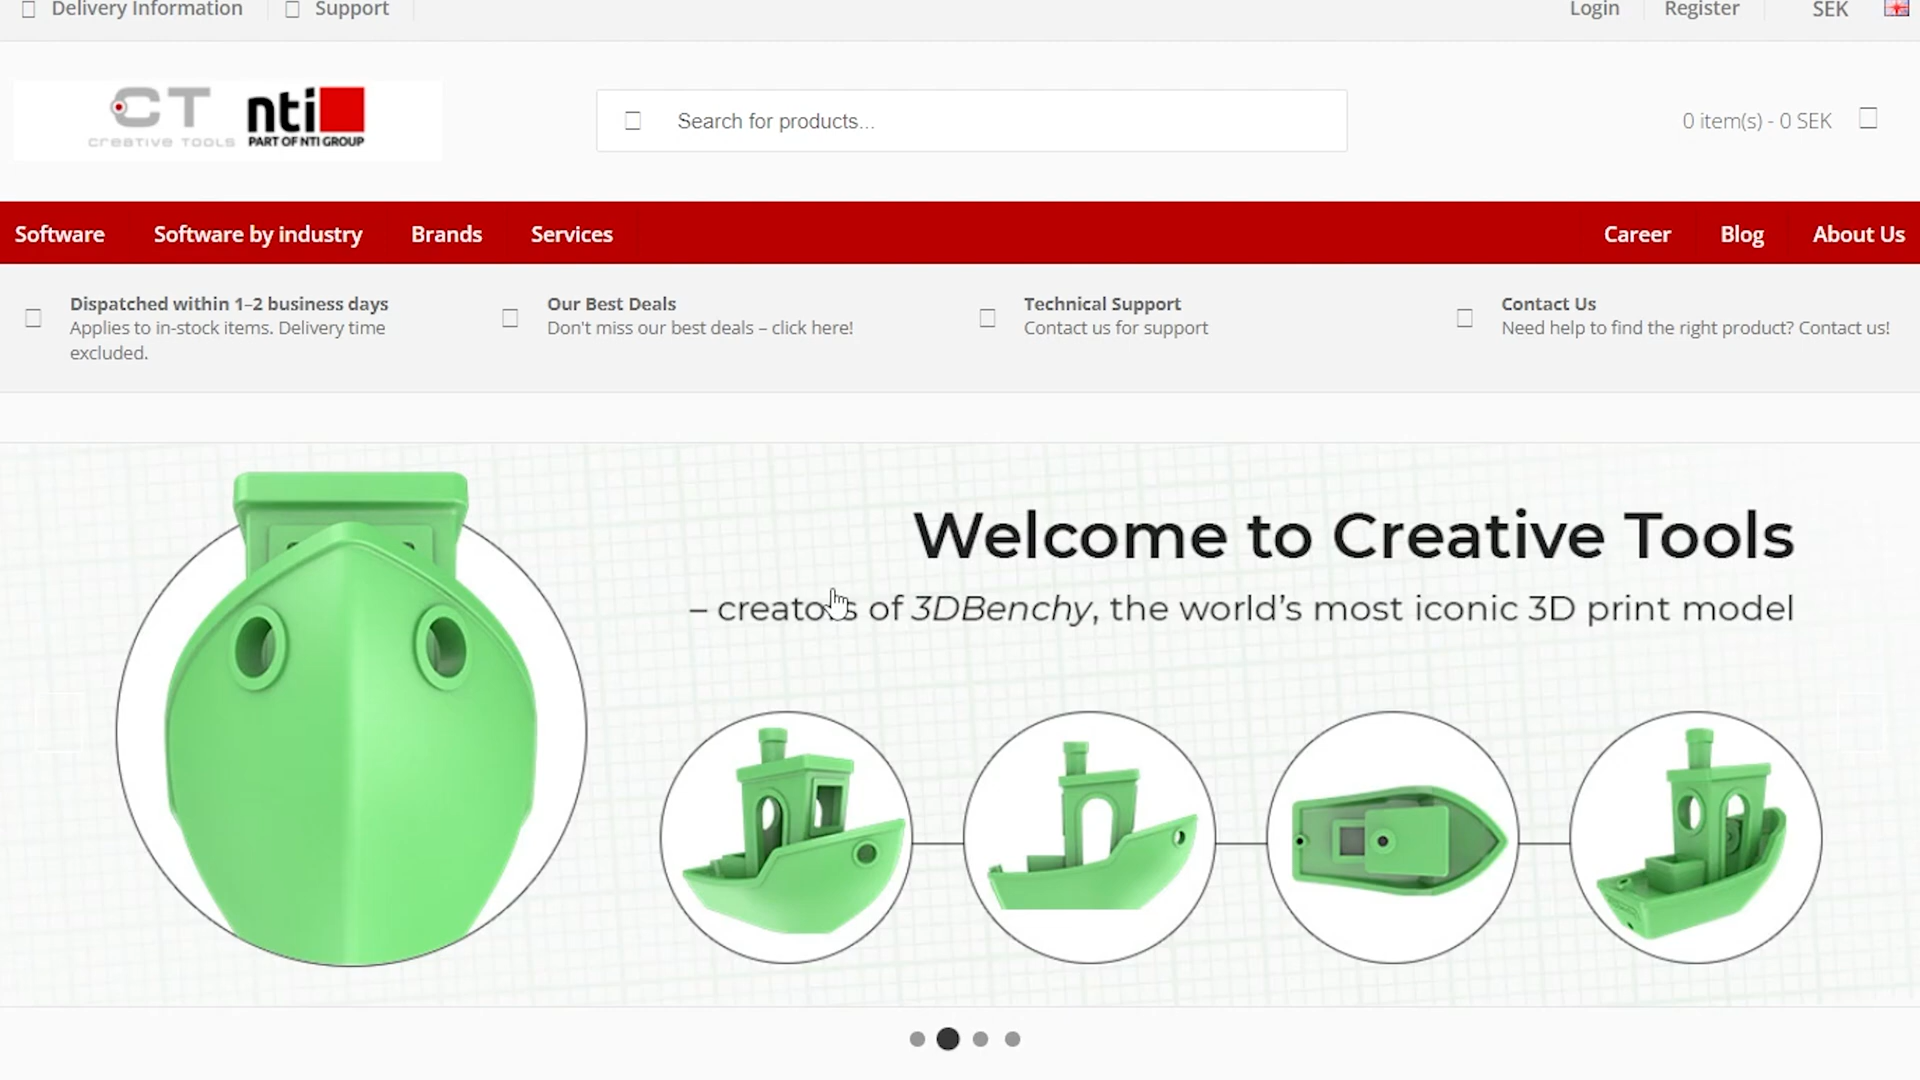 Delivery Information
Support
Login
Register
SEK
CT
creative tools
nti
PART OF NTI GROUP
Search for products...
0 item(s) - 0 SEK
Software
Software by industry
Brands
Services
Career
Blog
About Us
Dispatched within 1–2 business days
Applies to in-stock items. Delivery time
excluded.
Our Best Deals
Don't miss our best deals – click here!
Technical Support
Contact us for support
Contact Us
Need help to find the right product? Contact us!
Welcome to Creative Tools
– creators of 3DBenchy, the world’s most iconic 3D print model